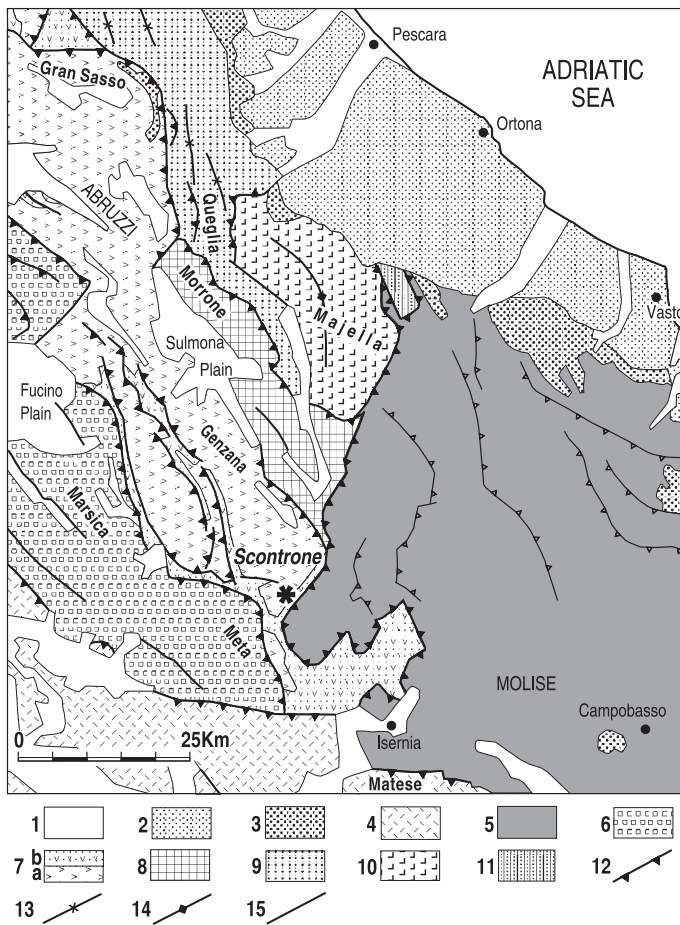 Pescara
ADRIATIC
SEA
Gran Sasso
Ortona
ABRUZZI
Queglia
Morrone
Majella
Vasto
Sulmona
Plain
Fucino
Plain
Genzana
Marsica
Scontrone
Meta
MOLISE
Campobasso
0 25Km
Isernia
Matese
1 2 3 4 5 6
7 b a 8 9 10 11 12
13 14 15